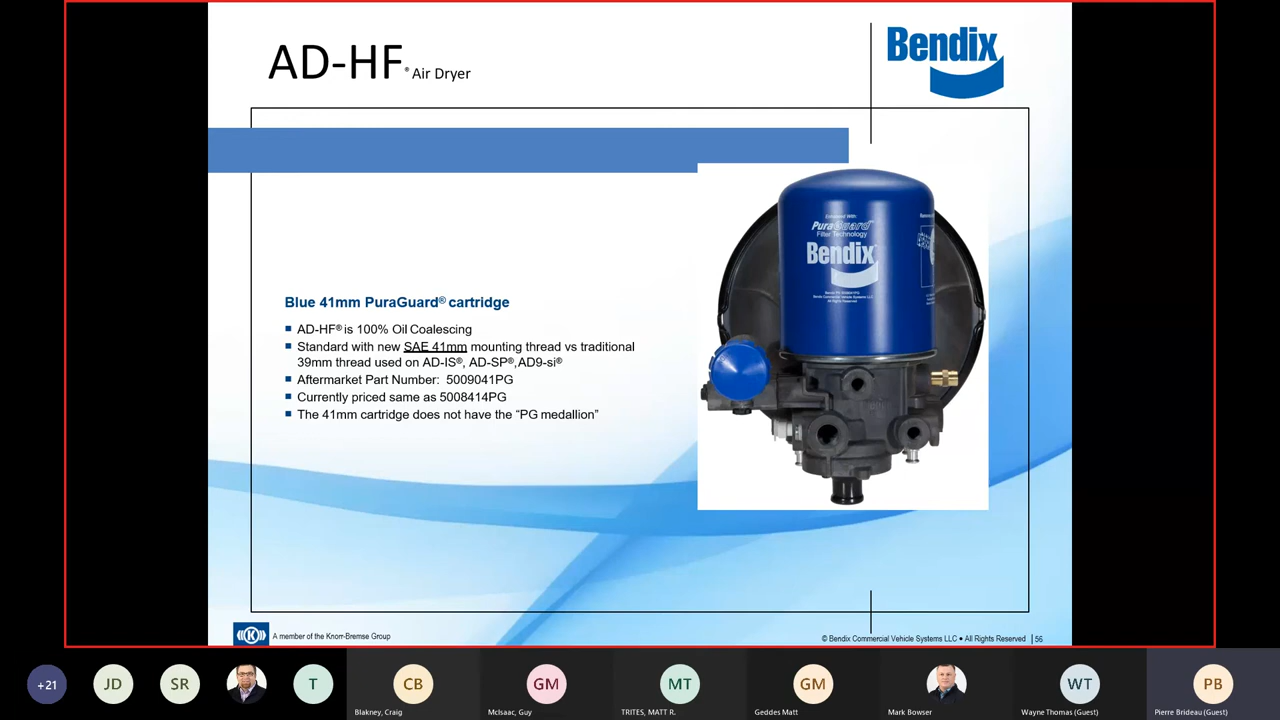 AD-HF® Air Dryer
Bendix
Enhanced With:
PuraGuard
Filter Technology
Bendix
Blue 41mm PuraGuard® cartridge
AD-HF® is 100% Oil Coalescing
Standard with new SAE 41mm mounting thread vs traditional
39mm thread used on AD-IS®, AD-SP®,AD9-si®
Aftermarket Part Number: 5009041PG
Currently priced same as 5008414PG
The 41mm cartridge does not have the “PG medallion”
K
A member of the Knorr-Bremse Group
© Bendix Commercial Vehicle Systems LLC • All Rights Reserved | 56
+21
JD
SR
T
CB
GM
MT
GM
WT
PB
Blakney, Craig
McIsaac, Guy
TRITES, MATT R.
Geddes Matt
Mark Bowser
Wayne Thomas (Guest)
Pierre Brideau (Guest)